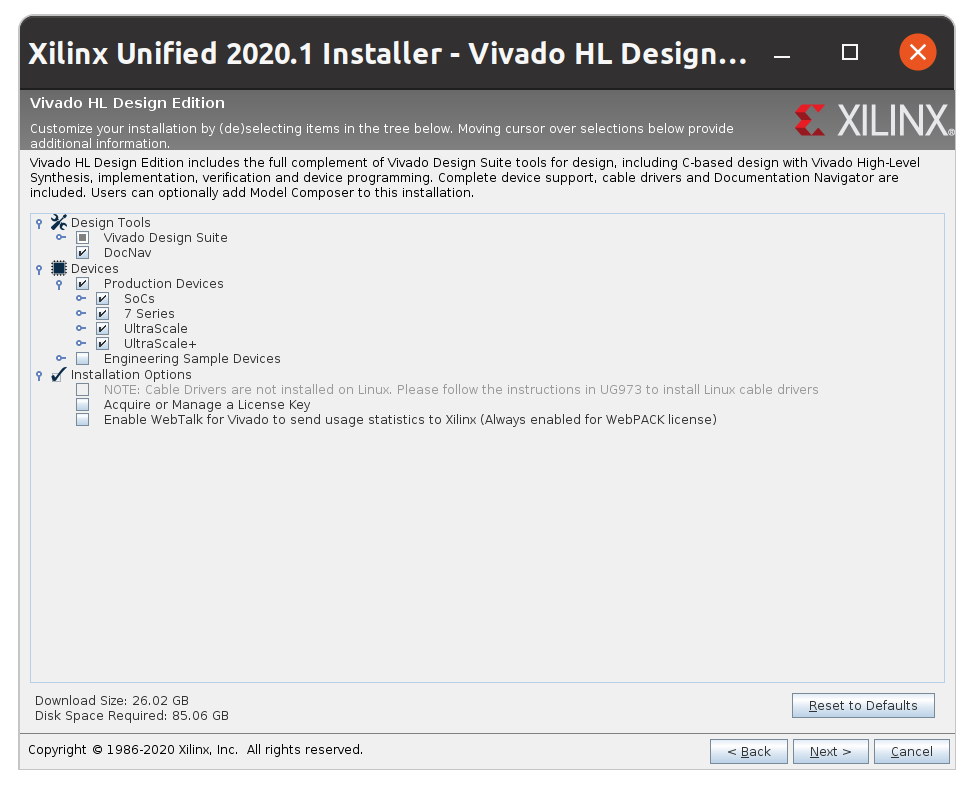 Xilinx Unified 2020.1 Installer - Vivado HL Design...
Vivado HL Design Edition
Customize your installation by (de)selecting items in the tree below. Moving cursor over selections below provide
additional information.
XILINX®
Vivado HL Design Edition includes the full complement of Vivado Design Suite tools for design, including C-based design with Vivado High-Level
Synthesis, implementation, verification and device programming. Complete device support, cable drivers and Documentation Navigator are
included. Users can optionally add Model Composer to this installation.
Design Tools
Vivado Design Suite
DocNav
Devices
Production Devices
SoCs
7 Series
UltraScale
UltraScale+
Engineering Sample Devices
Installation Options
NOTE: Cable Drivers are not installed on Linux. Please follow the instructions in UG973 to install Linux cable drivers
Acquire or Manage a License Key
Enable WebTalk for Vivado to send usage statistics to Xilinx (Always enabled for WebPACK license)
Download Size: 26.02 GB
Disk Space Required: 85.06 GB
Reset to Defaults
Copyright © 1986-2020 Xilinx, Inc. All rights reserved.
< Back
Next >
Cancel